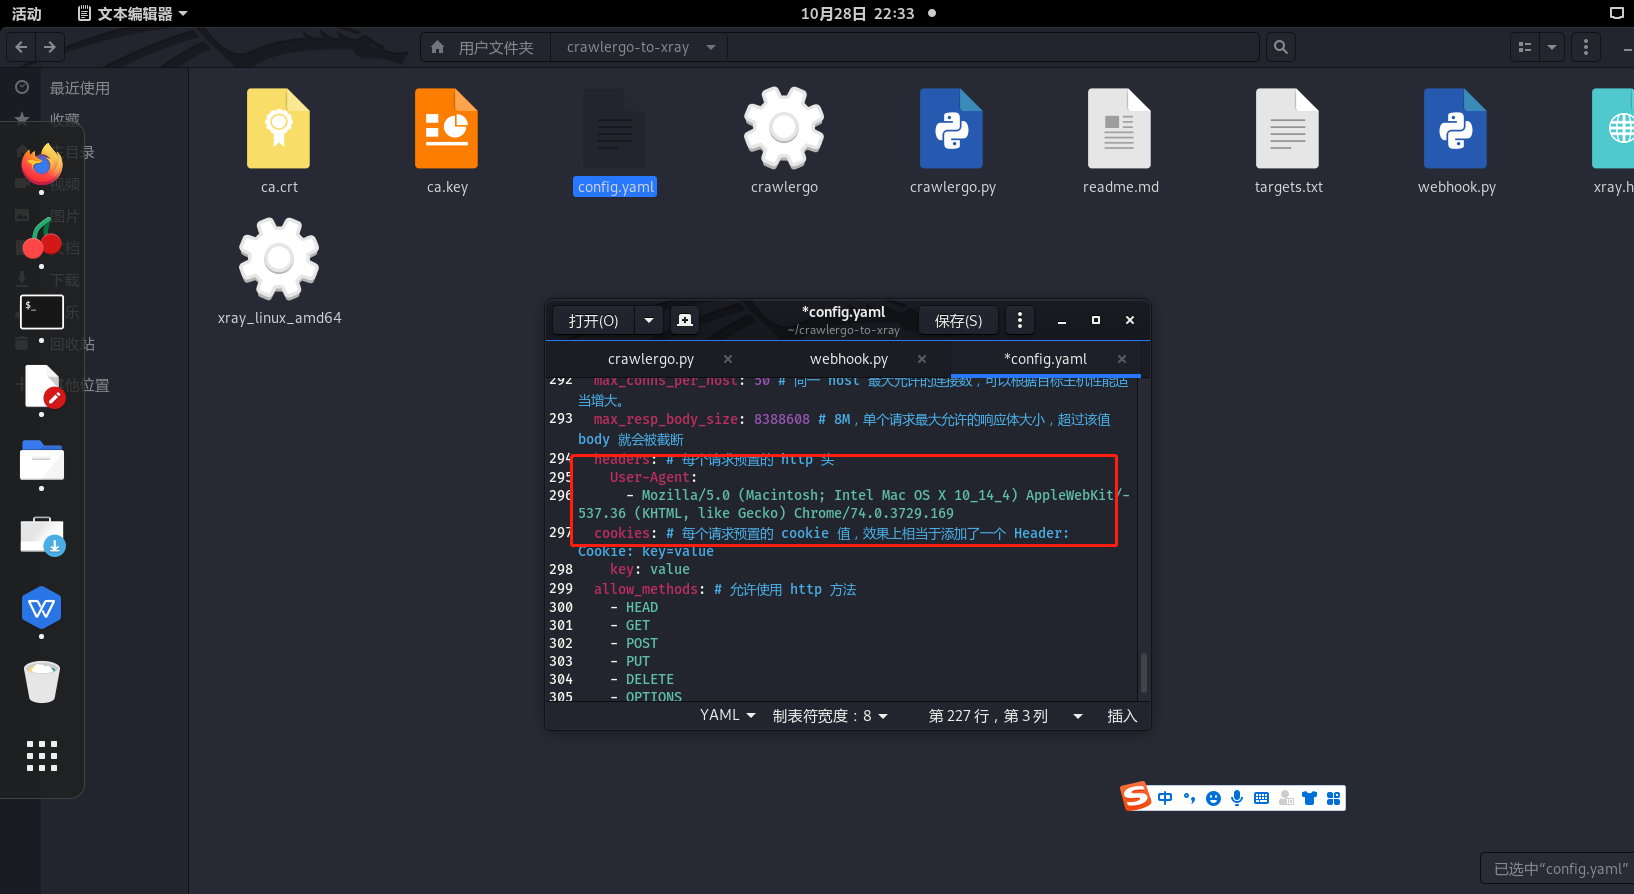 活动
文本编辑器
10月28日 22:33
用户文件夹
crawlergo-to-xray
最近使用
收藏
主目录
视频
图片
文档
下载
音乐
回收站
其他位置
ca.crt
ca.key
config.yaml
crawlergo
crawlergo.py
readme.md
targets.txt
webhook.py
xray.h
xray_linux_amd64
打开(O)
*config.yaml
~/crawlergo-to-xray
保存(S)
crawlergo.py
webhook.py
*config.yaml
292 max_conns_per_host: 50 # 同一 host 最大允许的连接数，可以根据目标主机性能适
当增大。
293 max_resp_body_size: 8388608 # 8M，单个请求最大允许的响应体大小，超过该值
body 就会被截断
294 headers: # 每个请求预置的 http 头
295 User-Agent:
296 - Mozilla/5.0 (Macintosh; Intel Mac OS X 10_14_4) AppleWebKit/-
537.36 (KHTML, like Gecko) Chrome/74.0.3729.169
297 cookies: # 每个请求预置的 cookie 值，效果上相当于添加了一个 Header:
Cookie: key=value
298 key: value
299 allow_methods: # 允许使用 http 方法
300 - HEAD
301 - GET
302 - POST
303 - PUT
304 - DELETE
305 - OPTIONS
YAML
制表符宽度：8
第 227 行，第 3 列
插入
中
已选中“config.yaml”